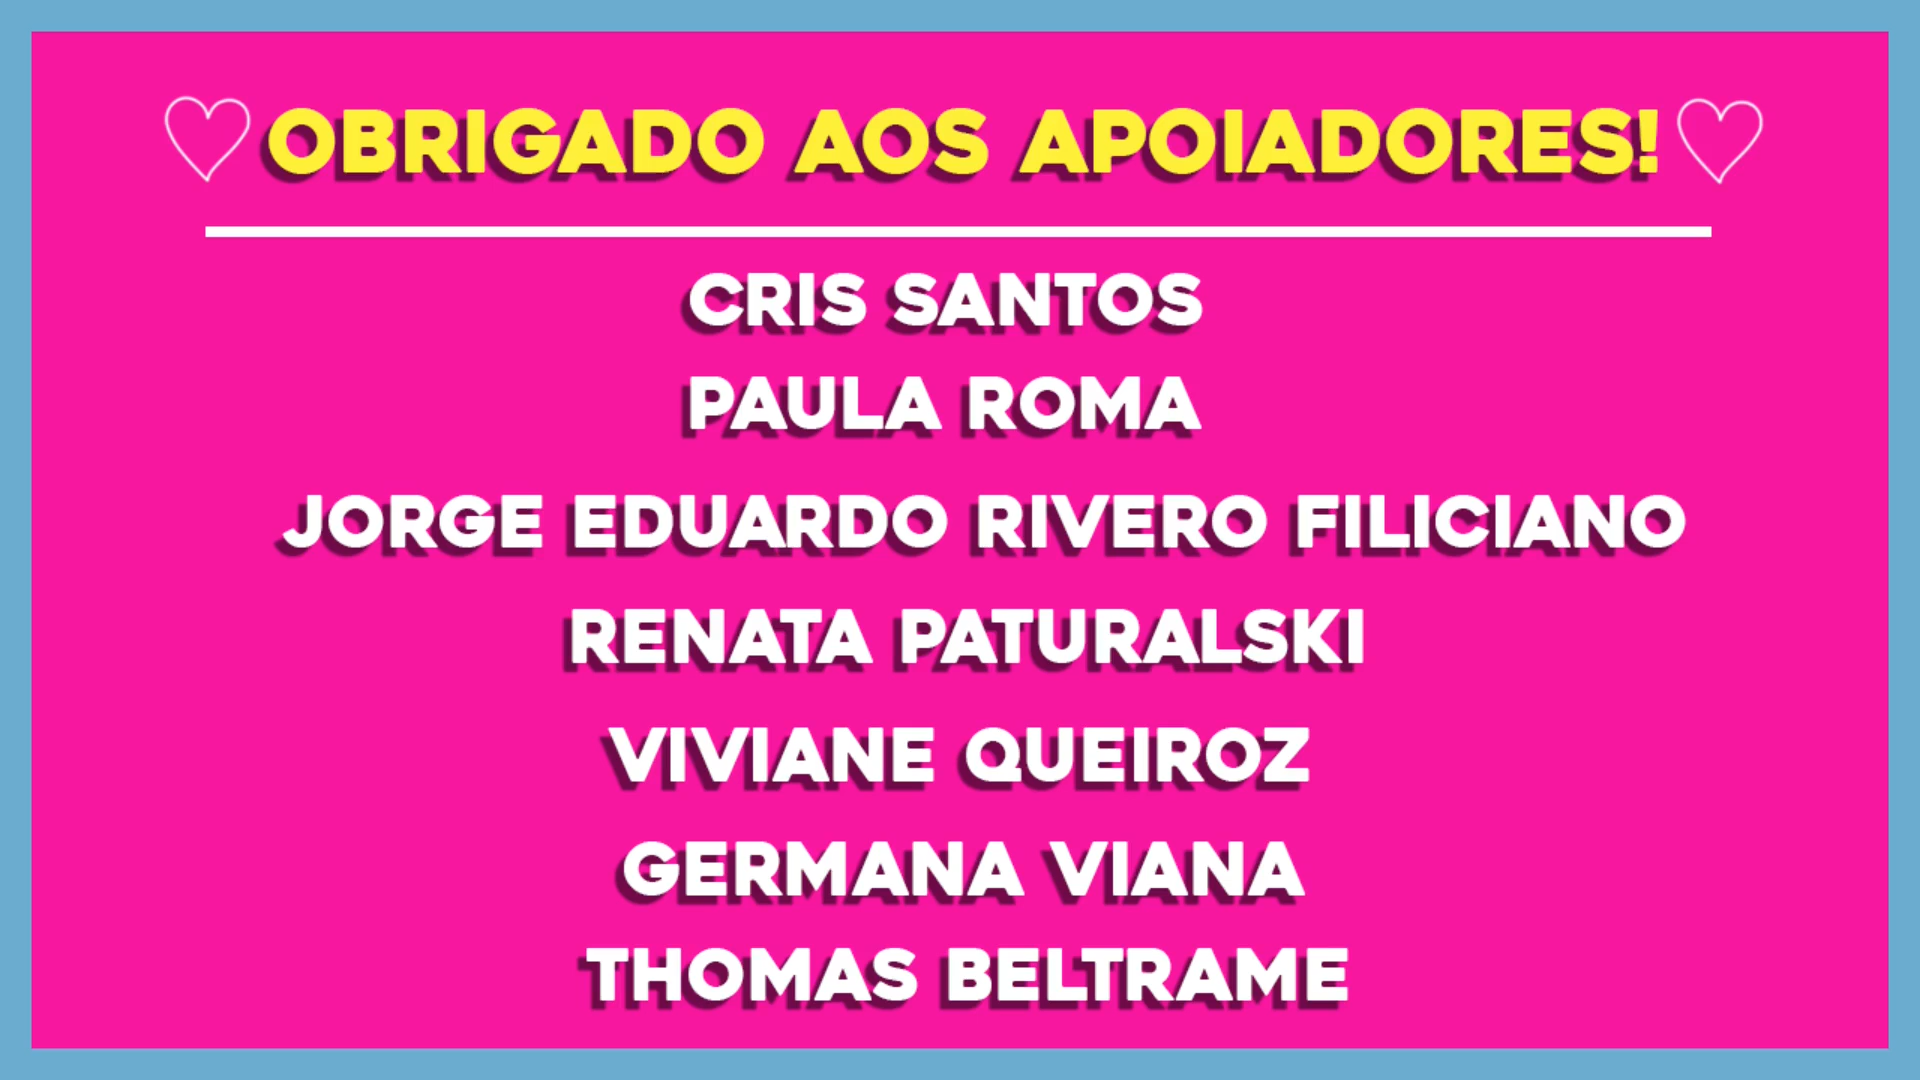 OBRIGADO AOS APOIADORES!
CRIS SANTOS
PAULA ROMA
JORGE EDUARDO RIVERO FILICIANO
RENATA PATURALSKI
VIVIANE QUEIROZ
GERMANA VIANA
THOMAS BELTRAME